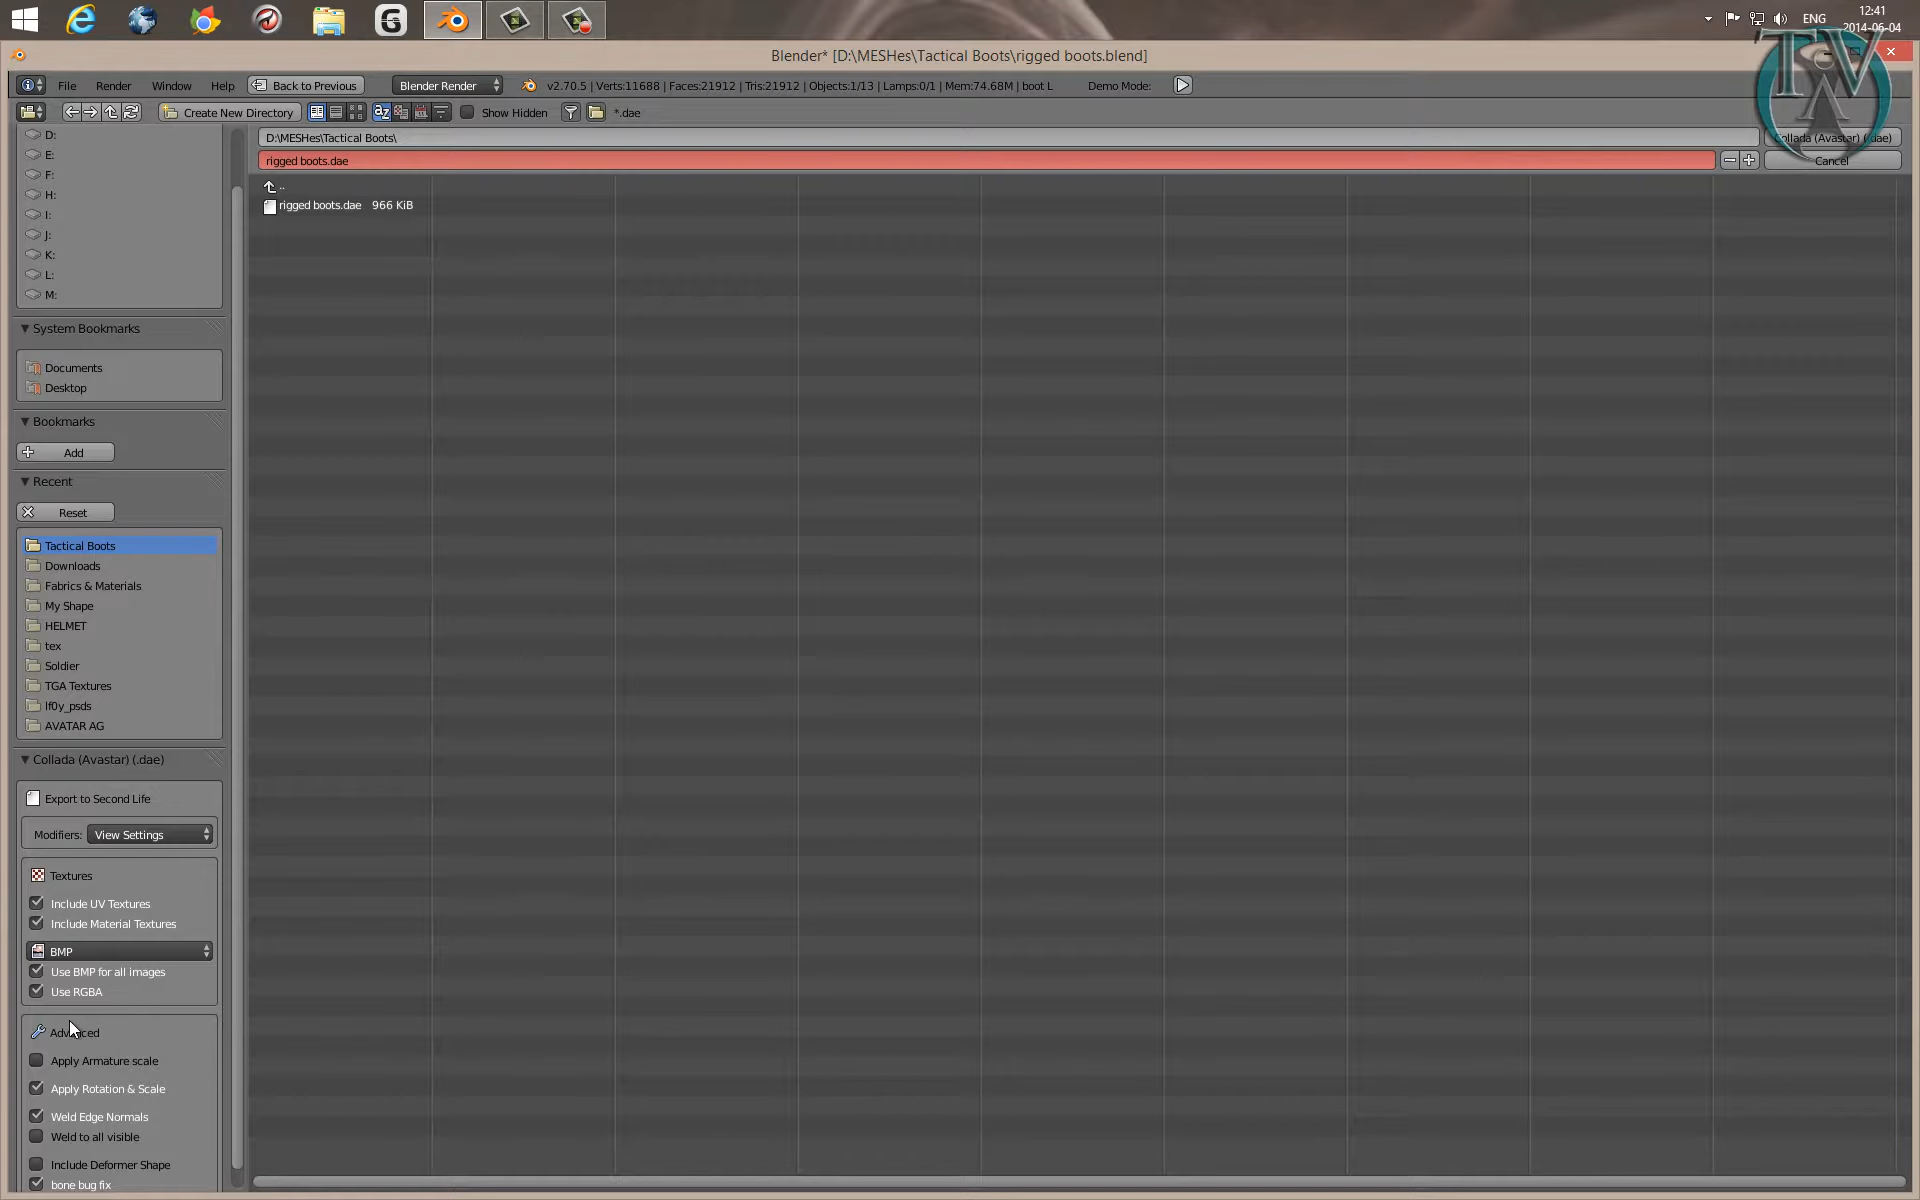 12:41
ENG
2014-06-04
Blender* [D:\MESHes\Tactical Boots\rigged boots.blend]
File Render Window Help Back to Previous Blender Render v2.70.5 | Verts:11688 | Faces:21912 | Tris:21912 | Objects:1/13 | Lamps:0/1 | Mem:74.68M | boot L Demo Mode:
Create New Directory Show Hidden *.dae
D:\MESHes\Tactical Boots\ Collada (Avastar) (.dae)
rigged boots.dae Cancel
..
rigged boots.dae 966 KiB
D:
E:
F:
H:
I:
J:
K:
L:
M:
System Bookmarks
Documents
Desktop
Bookmarks
Add
Recent
Reset
Tactical Boots
Downloads
Fabrics & Materials
My Shape
HELMET
tex
Soldier
TGA Textures
lf0y_psds
AVATAR AG
Collada (Avastar) (.dae)
Export to Second Life
Modifiers: View Settings
Textures
Include UV Textures
Include Material Textures
BMP
Use BMP for all images
Use RGBA
Advanced
Apply Armature scale
Apply Rotation & Scale
Weld Edge Normals
Weld to all visible
Include Deformer Shape
bone bug fix